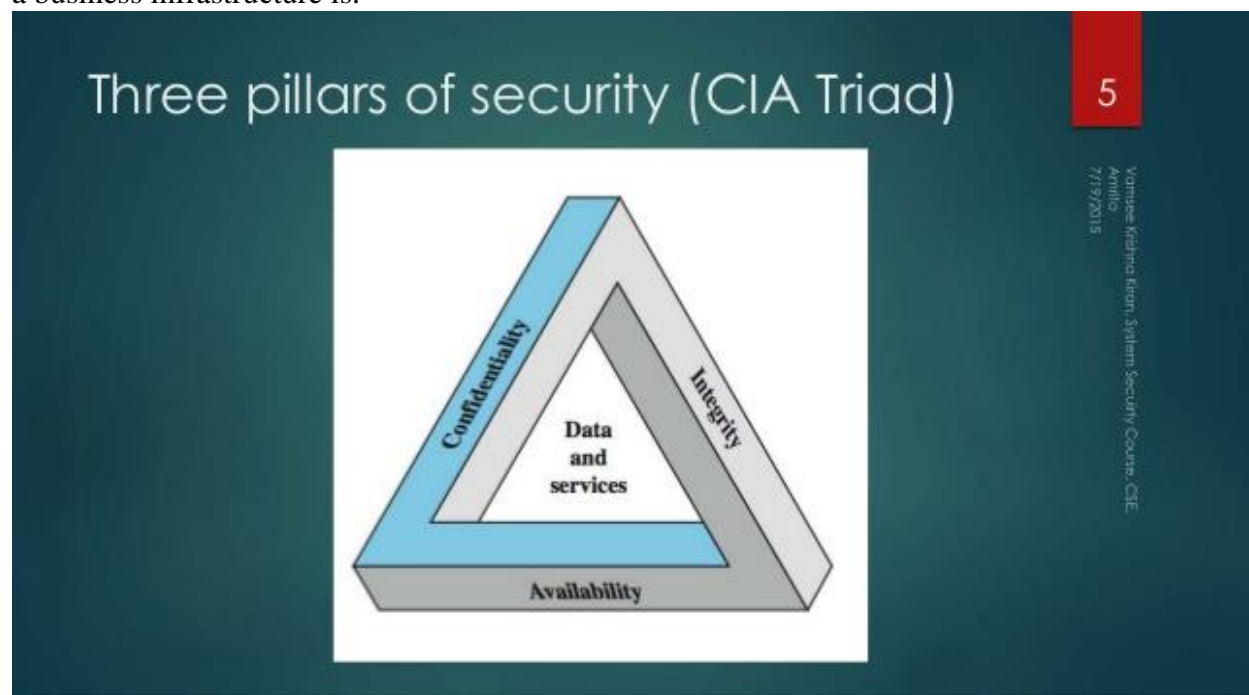 a business infrastructure is.
Three pillars of security (CIA Triad)
5
Vamsee Krishna Kiran, System Security Course, CSE,
Amrita
7/19/2015
Confidentiality
Integrity
Data
and
services
Availability